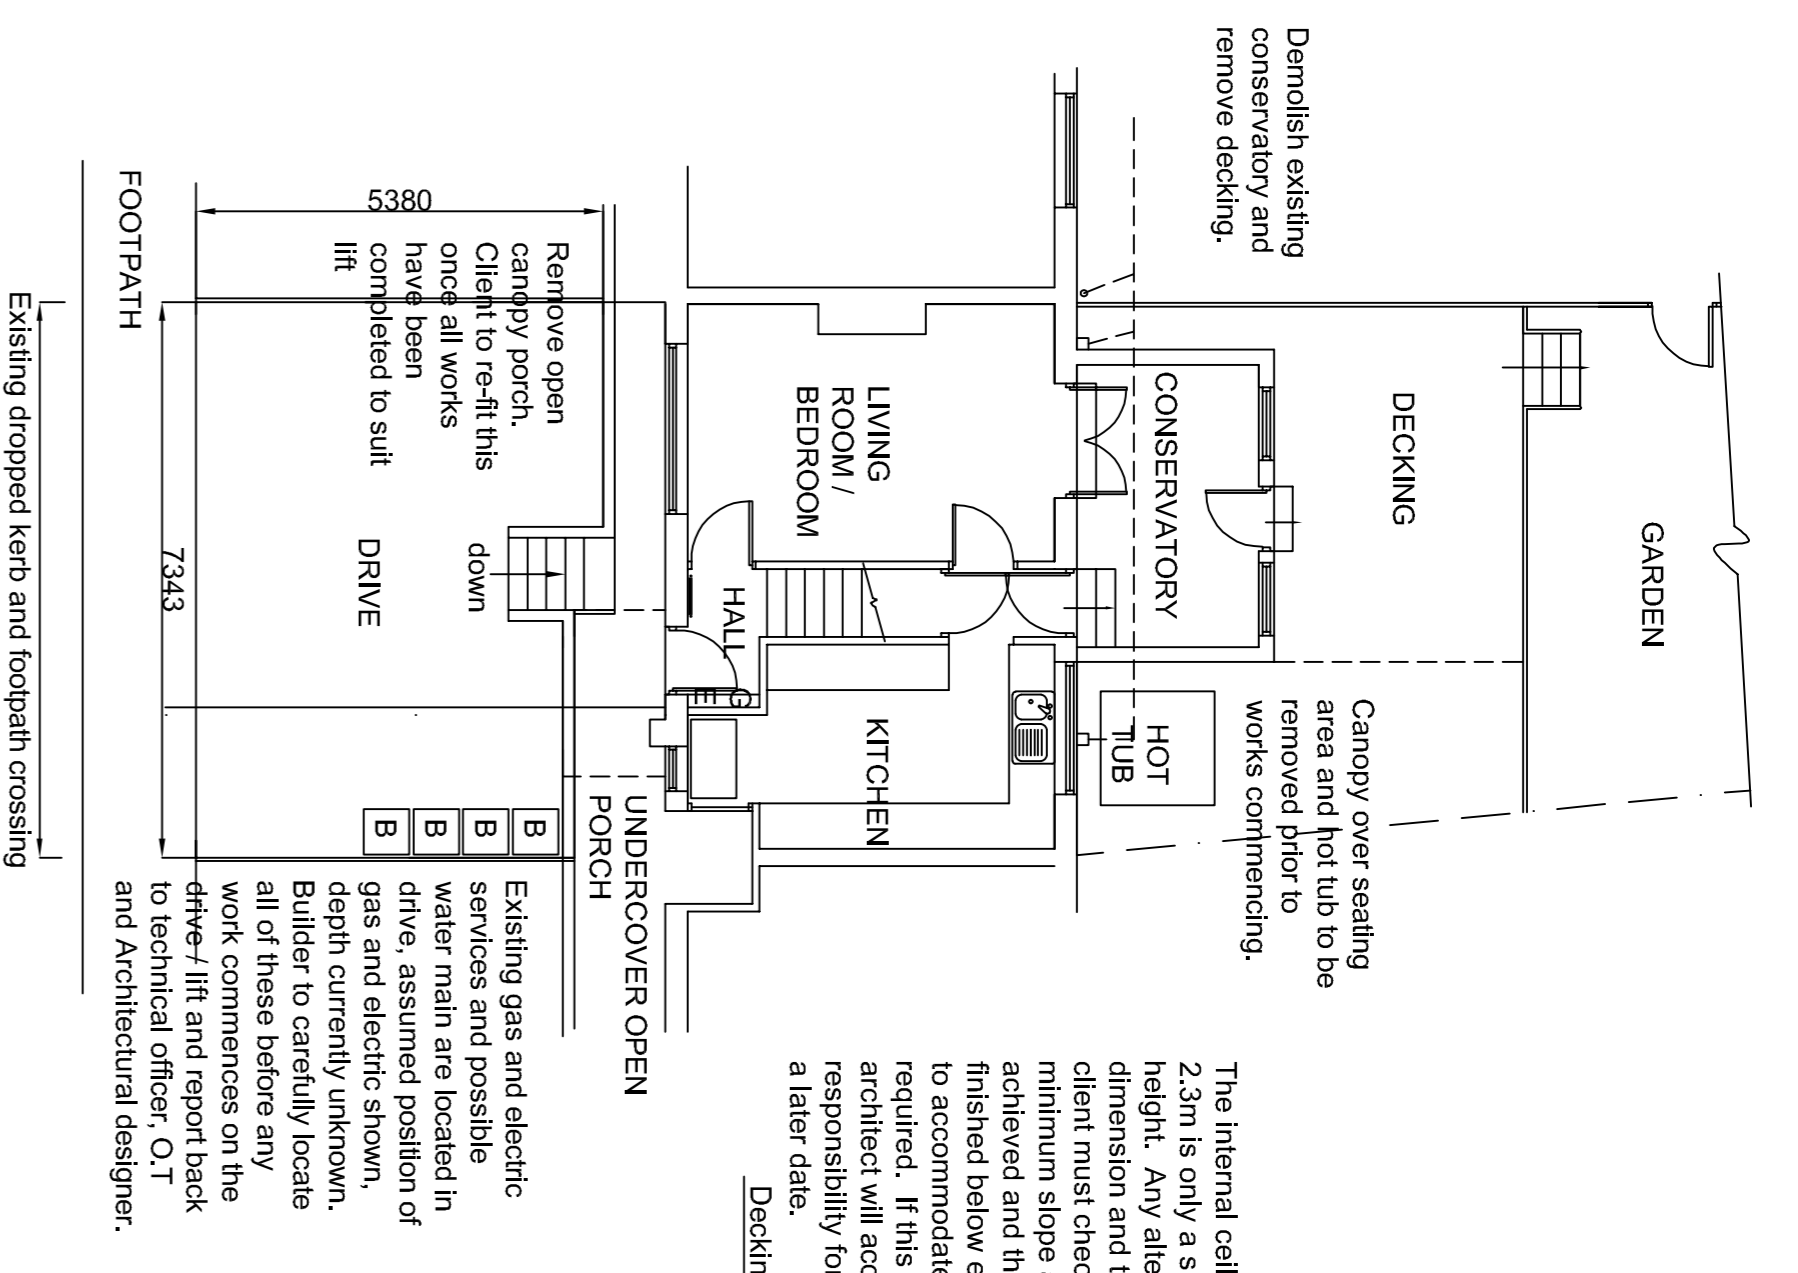 Demolish existing
conservatory and
remove decking.
GARDEN
DECKING
Canopy over seating
area and hot tub to be
removed prior to
works commencing.
CONSERVATORY
HOT
TUB
LIVING
ROOM /
BEDROOM
KITCHEN
HALL
G
E
UNDERCOVER OPEN
PORCH
Remove open
canopy porch.
Client to re-fit this
once all works
have been
completed to suit
lift
5380
down
DRIVE
B
B
B
B
7343
FOOTPATH
Existing dropped kerb and footpath crossing
Existing gas and electric
services and possible
water main are located in
drive, assumed position of
gas and electric shown,
depth currently unknown.
Builder to carefully locate
all of these before any
work commences on the
drive / lift and report back
to technical officer, O.T
and Architectural designer.
The internal ceil
2.3m is only a s
height. Any alte
dimension and t
client must chec
minimum slope
achieved and th
finished below e
to accommodate
required. If this
architect will acc
responsibility for
a later date.
Deckin